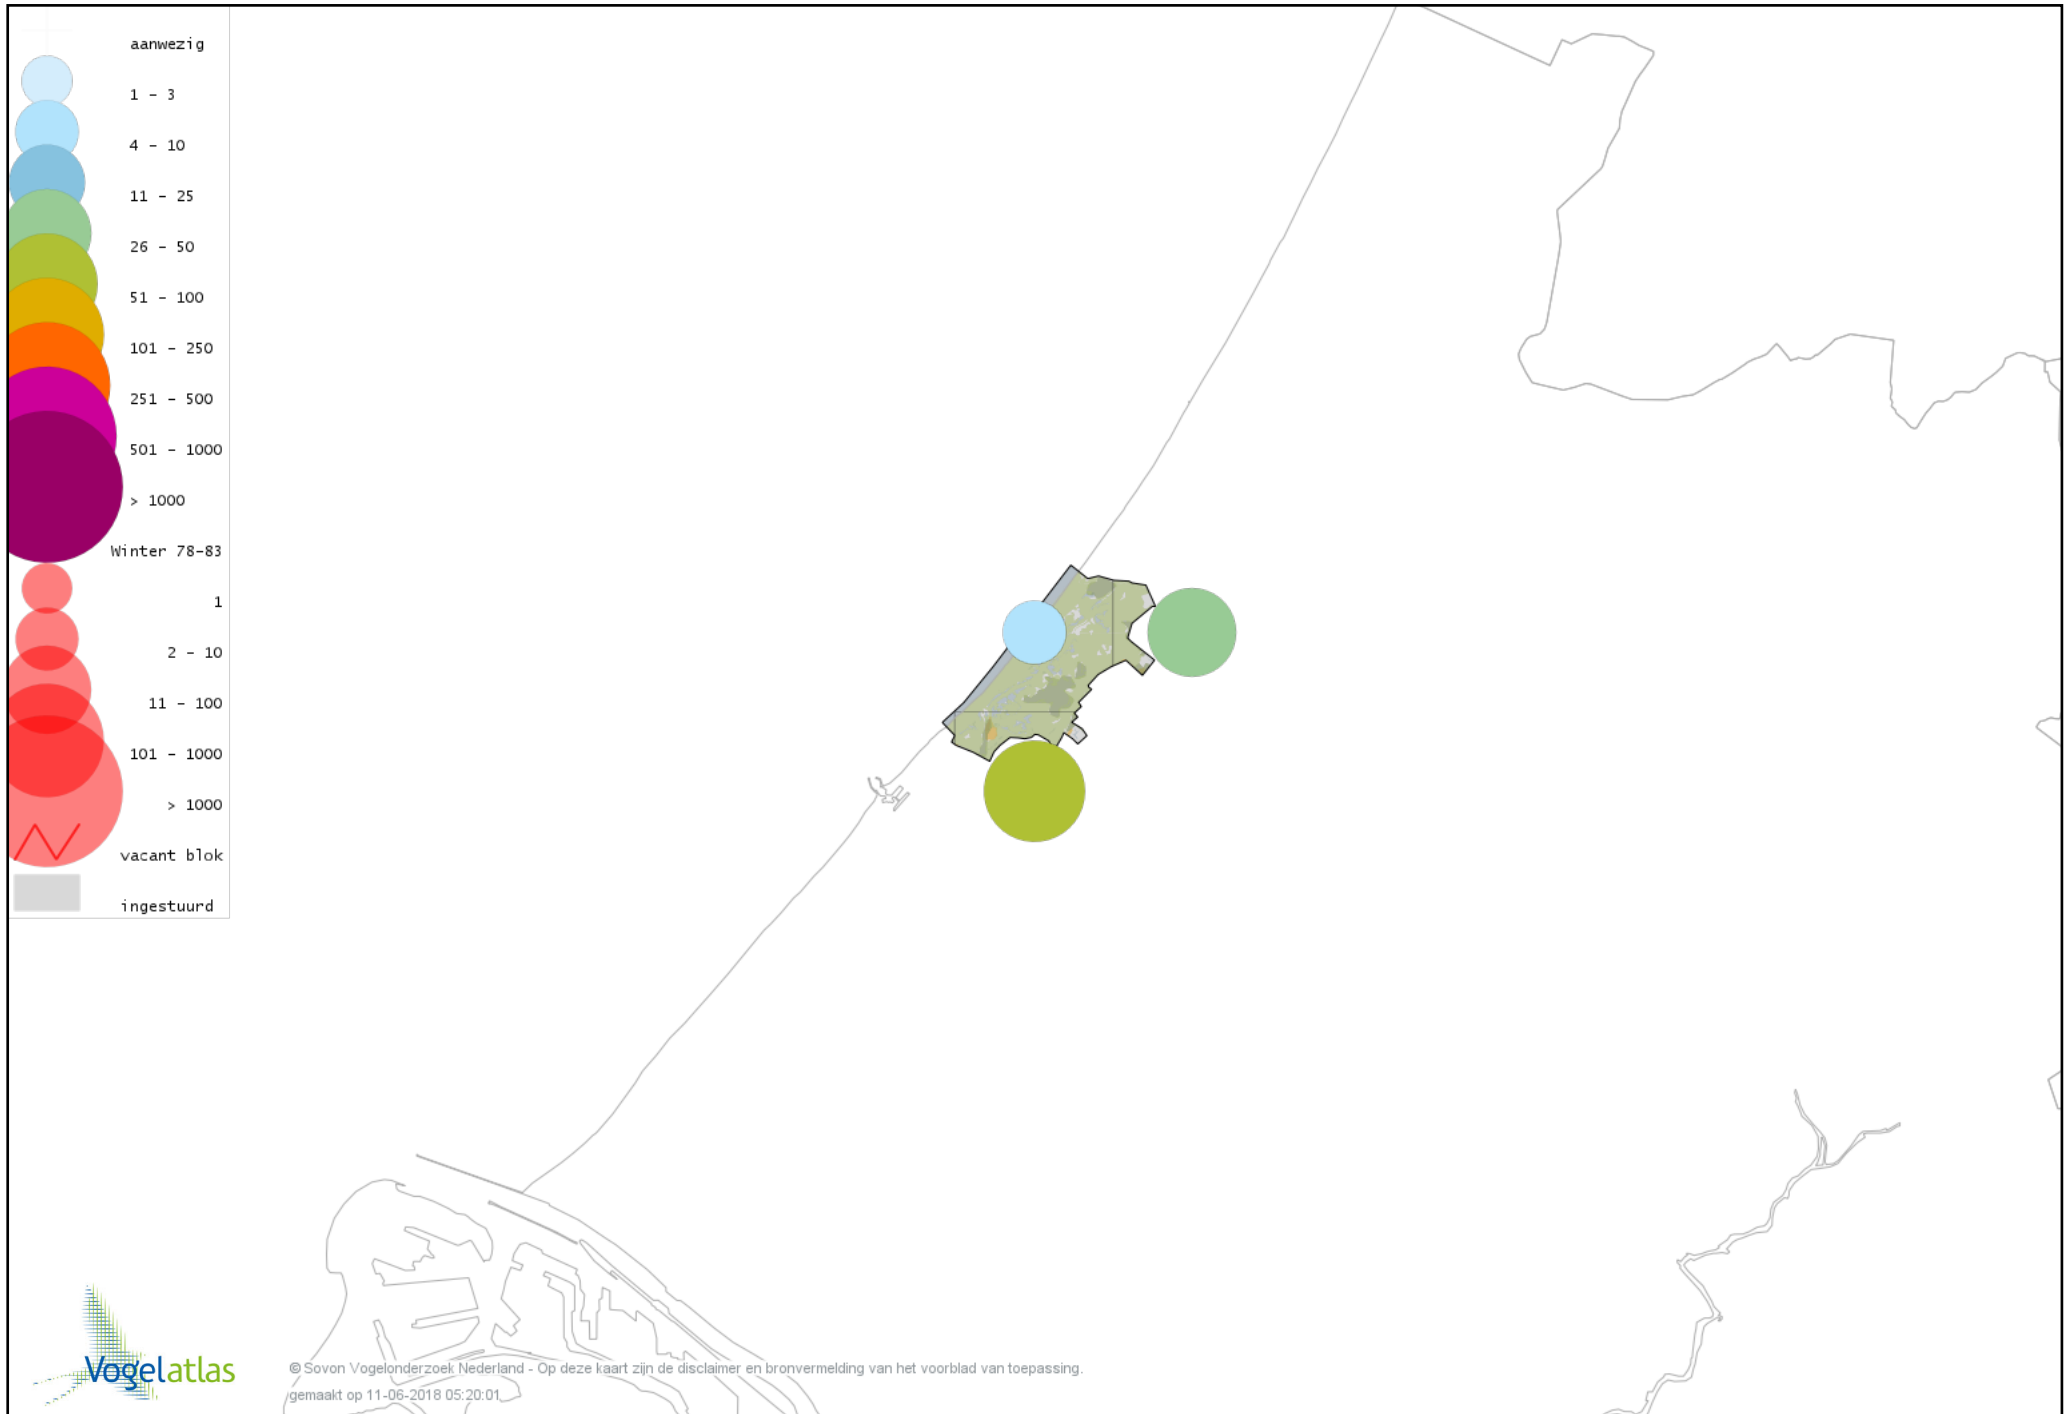 aanwezig
1 - 3
4 - 10
11 - 25
26 - 50
51 - 100
101 - 250
251 - 500
501 - 1000
> 1000
Winter 78-83
1
2 - 10
11 - 100
101 - 1000
> 1000
vacant blok
ingestuurd
Vogelatlas
© Sovon Vogelonderzoek Nederland - Op deze kaart zijn de disclaimer en bronvermelding van het voorblad van toepassing.
gemaakt op 11-06-2018 05:20:01